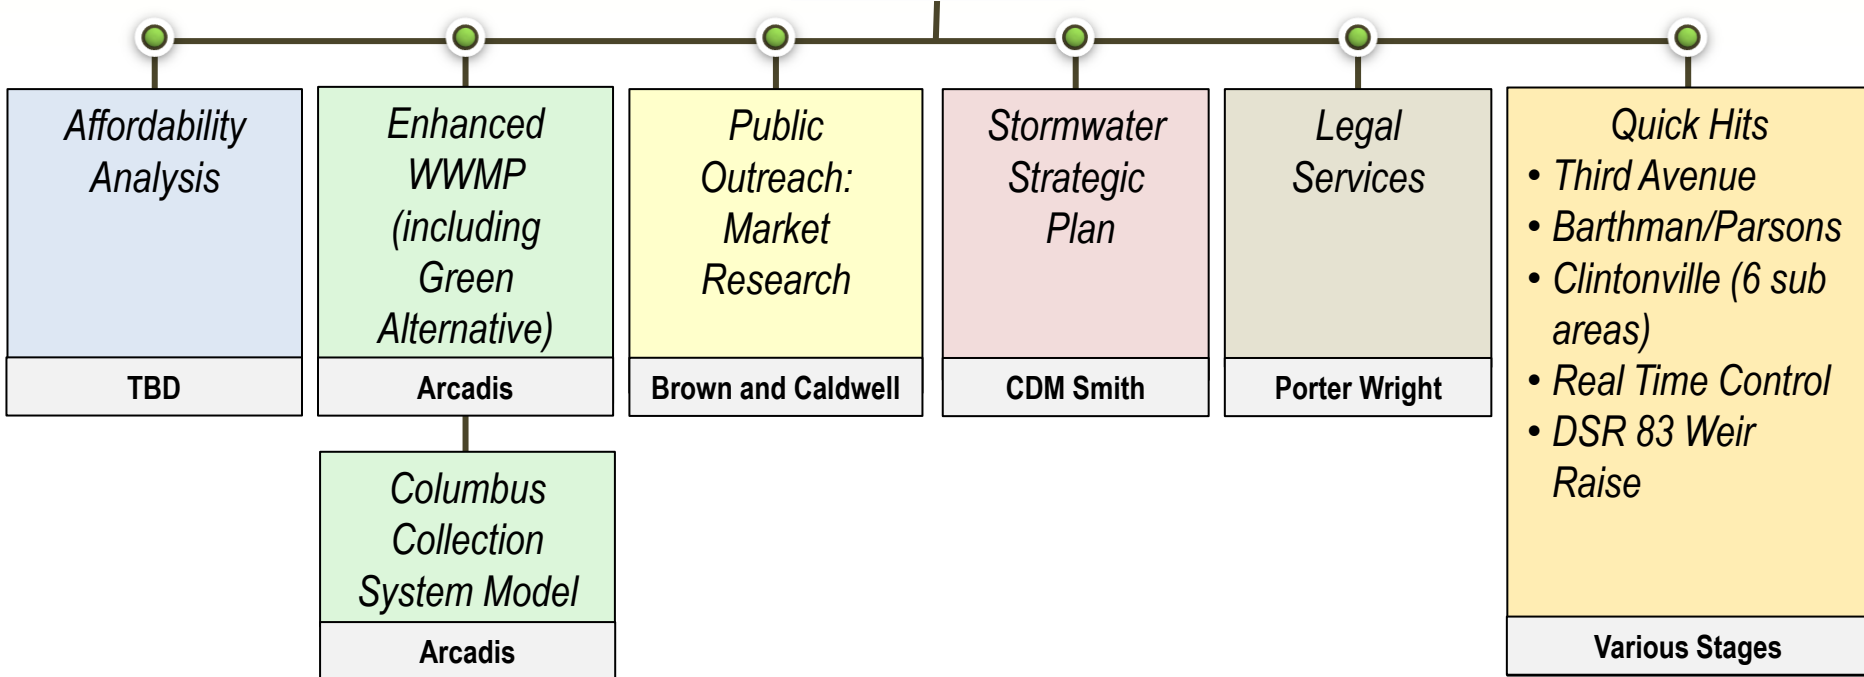 Affordability
Analysis
TBD
Enhanced
WWMP
(including
Green
Alternative)
Arcadis
Columbus
Collection
System Model
Arcadis
Public
Outreach:
Market
Research
Brown and Caldwell
Stormwater
Strategic
Plan
CDM Smith
Legal
Services
Porter Wright
Quick Hits
• Third Avenue
• Barthman/Parsons
• Clintonville (6 sub
areas)
• Real Time Control
• DSR 83 Weir
Raise
Various Stages